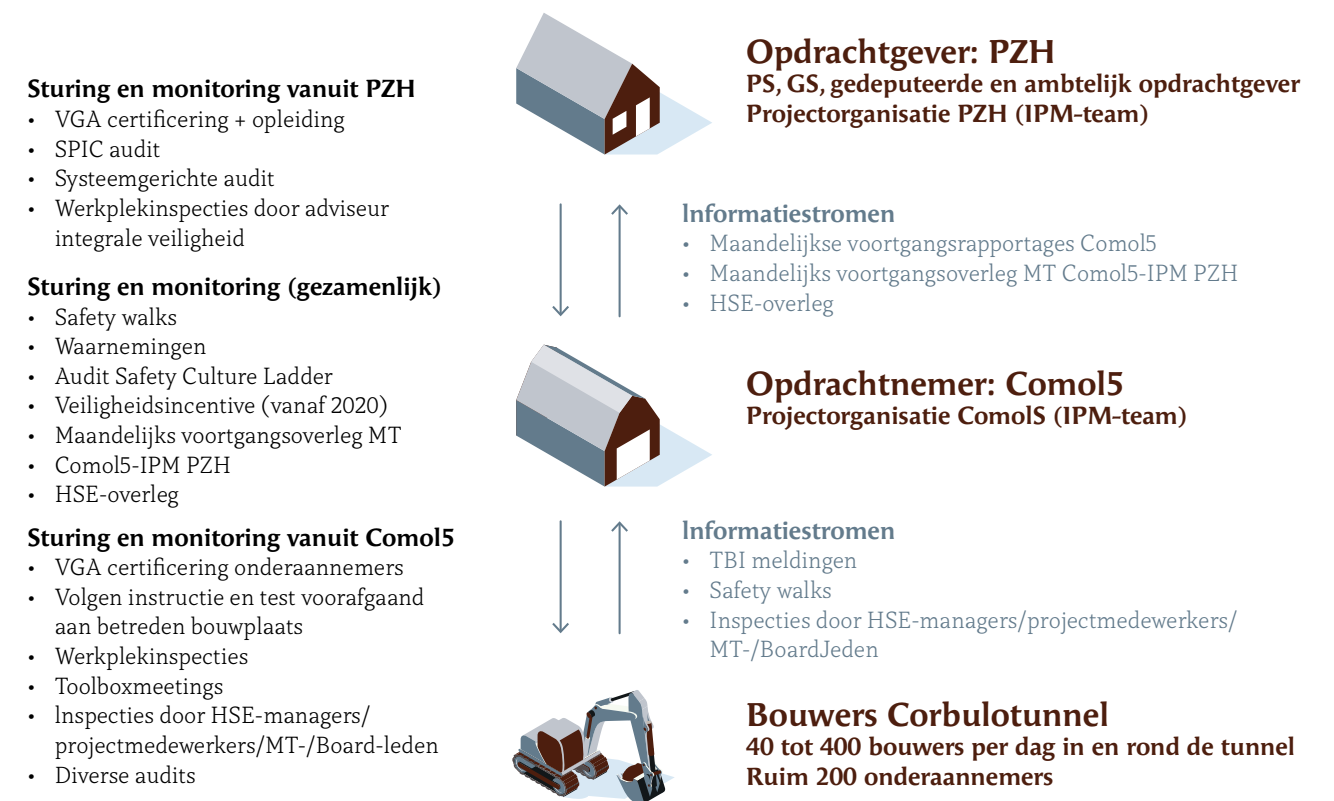 Sturing en monitoring vanuit PZH
• VGA certificering + opleiding
• SPIC audit
• Systeemgerichte audit
• Werkplekinspecties door adviseur
integrale veiligheid
Sturing en monitoring (gezamenlijk)
• Safety walks
• Waarnemingen
• Audit Safety Culture Ladder
• Veiligheidsincentive (vanaf 2020)
• Maandelijks voortgangsoverleg MT
• Comol5-IPM PZH
• HSE-overleg
Sturing en monitoring vanuit Comol5
• VGA certificering onderaannemers
• Volgen instructie en test voorafgaand
aan betreden bouwplaats
• Werkplekinspecties
• Toolboxmeetings
• lnspecties door HSE-managers/
projectmedewerkers/MT-/Board-leden
• Diverse audits
Opdrachtgever: PZH
PS, GS, gedeputeerde en ambtelijk opdrachtgever
Projectorganisatie PZH (IPM-team)
Informatiestromen
• Maandelijkse voortgangsrapportages Comol5
• Maandelijks voortgangsoverleg MT Comol5-IPM PZH
• HSE-overleg
Opdrachtnemer: Comol5
Projectorganisatie ComolS (IPM-team)
Informatiestromen
• TBI meldingen
• Safety walks
• Inspecties door HSE-managers/projectmedewerkers/
MT-/BoardJeden
Bouwers Corbulotunnel
40 tot 400 bouwers per dag in en rond de tunnel
Ruim 200 onderaannemers